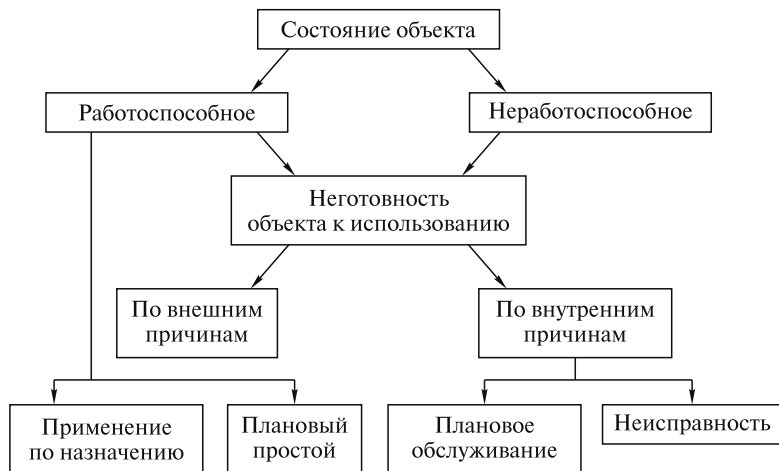 Состояние объекта
Работоспособное
Неработоспособное
Неготовность
объекта к использованию
По внешним
причинам
По внутренним
причинам
Применение
по назначению
Плановый
простой
Плановое
обслуживание
Неисправность